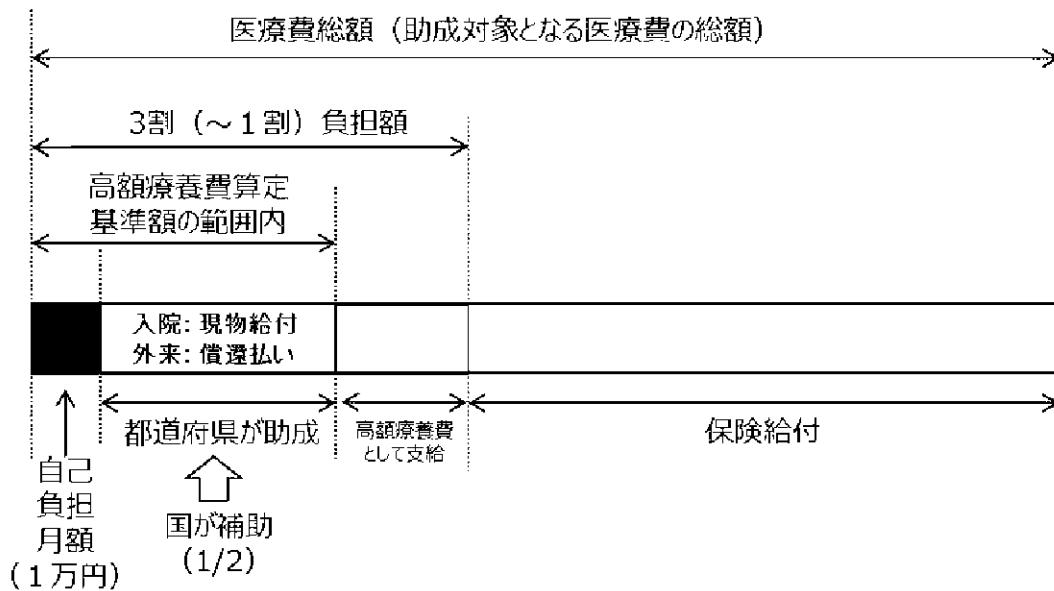 医療費総額（助成対象となる医療費の総額）
3割（～１割）負担額
高額療養費算定
基準額の範囲内
入院：現物給付
外来：償還払い
都道府県が助成
高額療養費
として支給
保険給付
自己
負担
月額
（１万円）
国が補助
(1/2)